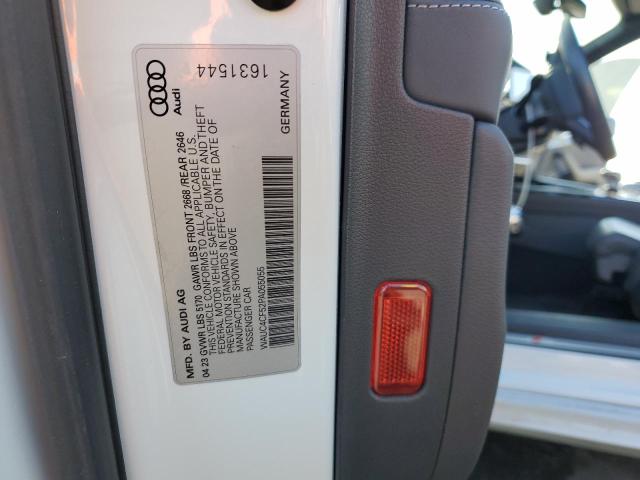 MFD. BY AUDI AG
04 23 GVWR LBS 5170 GAWR LBS FRONT 2668 /REAR 2646
THIS VEHICLE CONFORMS TO ALL APPLICABLE U.S.
FEDERAL MOTOR VEHICLE SAFETY, BUMPER AND THEFT
PREVENTION STANDARDS IN EFFECT ON THE DATE OF
MANUFACTURE SHOWN ABOVE
PASSENGER CAR
WAUC4CF52PA055055
GERMANY
Audi
1631544